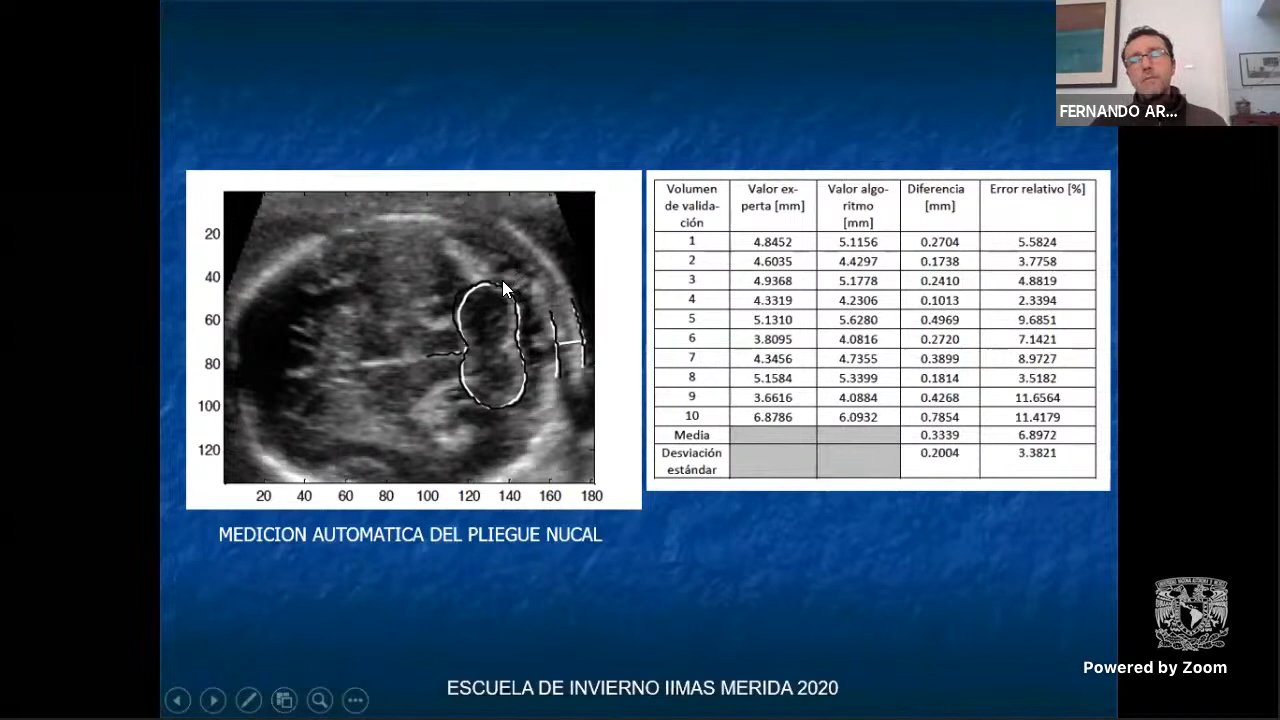 FERNANDO AR...
20
40
60
80
100
120
20 40 60 80 100 120 140 160 180
MEDICION AUTOMATICA DEL PLIEGUE NUCAL
Volumen de valida- ción Valor ex- perta [mm] Valor algo- ritmo [mm] Diferencia [mm] Error relativo [%]
1 4.8452 5.1156 0.2704 5.5824
2 4.6035 4.4297 0.1738 3.7758
3 4.9368 5.1778 0.2410 4.8819
4 4.3319 4.2306 0.1013 2.3394
5 5.1310 5.6280 0.4969 9.6851
6 3.8095 4.0816 0.2720 7.1421
7 4.3456 4.7355 0.3899 8.9727
8 5.1584 5.3399 0.1814 3.5182
9 3.6616 4.0884 0.4268 11.6564
10 6.8786 6.0932 0.7854 11.4179
Media 0.3339 6.8972
Desviación estándar 0.2004 3.3821
Powered by Zoom
ESCUELA DE INVIERNO IIMAS MERIDA 2020